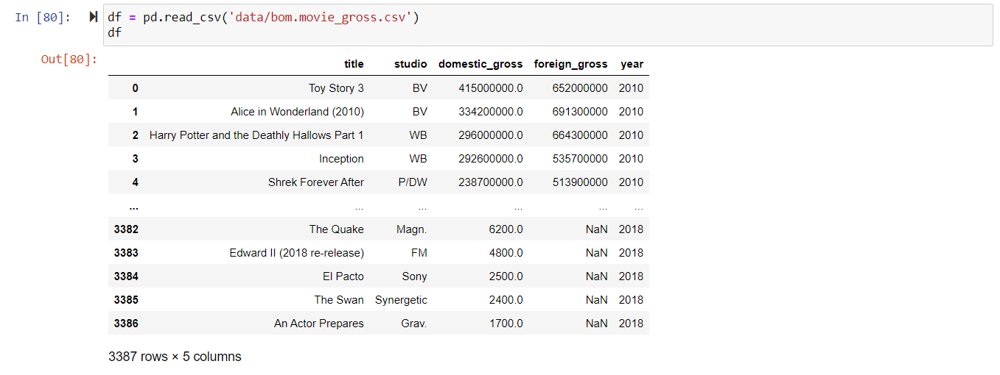 In [80]: df = pd.read_csv('data/bom.movie_gross.csv')
df
Out[80]:
title studio domestic_gross foreign_gross year
0 Toy Story 3 BV 415000000.0 652000000 2010
1 Alice in Wonderland (2010) BV 334200000.0 691300000 2010
2 Harry Potter and the Deathly Hallows Part 1 WB 296000000.0 664300000 2010
3 Inception WB 292600000.0 535700000 2010
4 Shrek Forever After P/DW 238700000.0 513900000 2010
... ... ... ... ... ...
3382 The Quake Magn. 6200.0 NaN 2018
3383 Edward II (2018 re-release) FM 4800.0 NaN 2018
3384 El Pacto Sony 2500.0 NaN 2018
3385 The Swan Synergetic 2400.0 NaN 2018
3386 An Actor Prepares Grav. 1700.0 NaN 2018
3387 rows × 5 columns